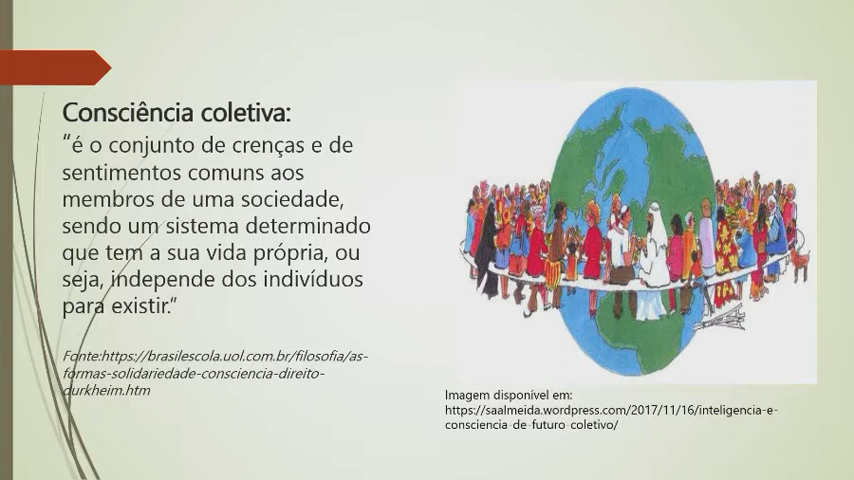 Consciência coletiva:
“é o conjunto de crenças e de
sentimentos comuns aos
membros de uma sociedade,
sendo um sistema determinado
que tem a sua vida própria, ou
seja, independe dos indivíduos
para existir.”
Fonte:https://brasilescola.uol.com.br/filosofia/as-
formas-solidariedade-consciencia-direito-
durkheim.htm
Imagem disponível em:
https://saalmeida.wordpress.com/2017/11/16/inteligencia-e-
consciencia-de-futuro-coletivo/